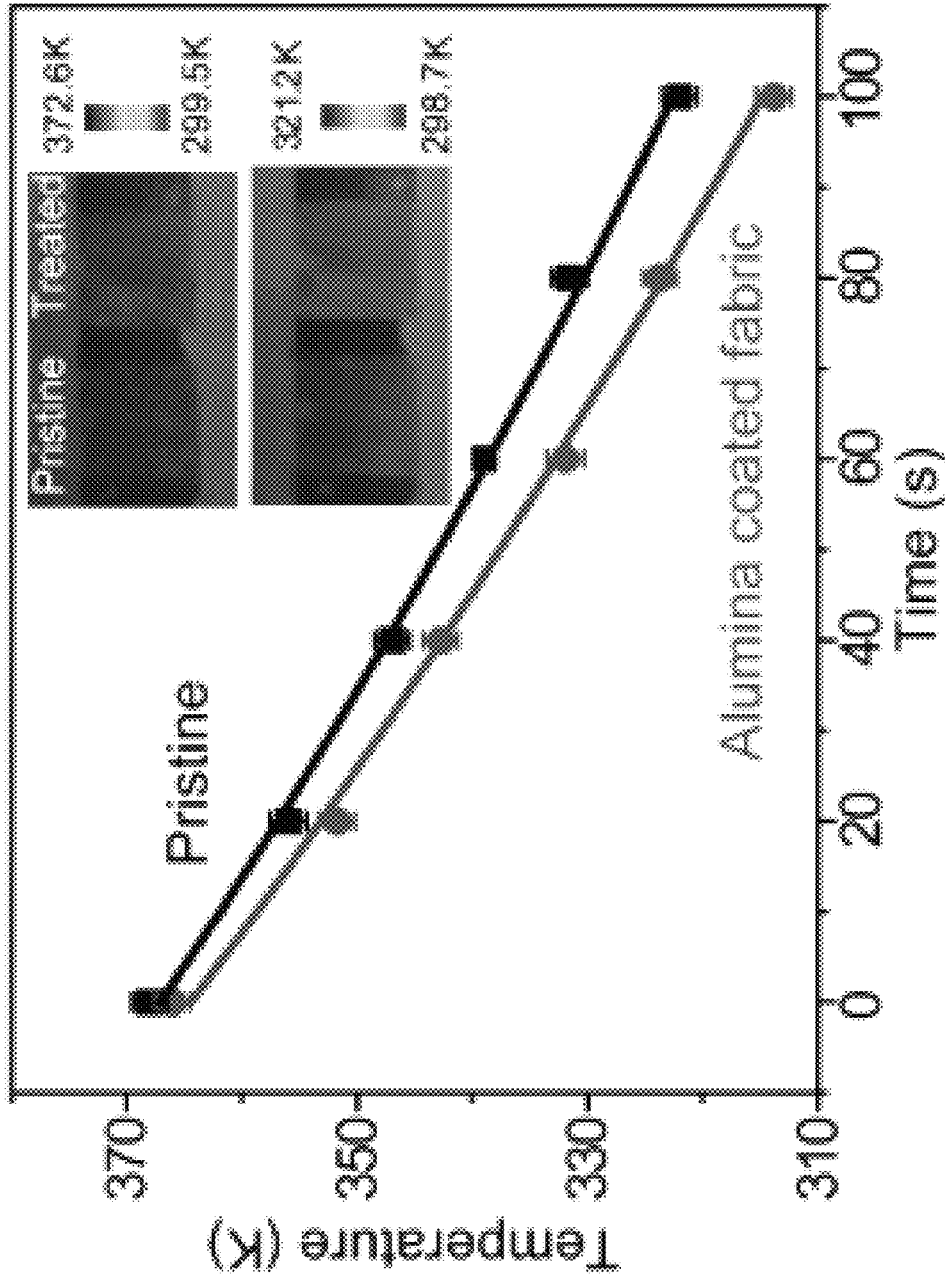 Temperature (K)
370
350
330
310
Pristine
Alumina coated fabric
Pristine Treated
372.6K
299.5K
321.2K
298.7K
0 20 40 60 80 100
Time (s)